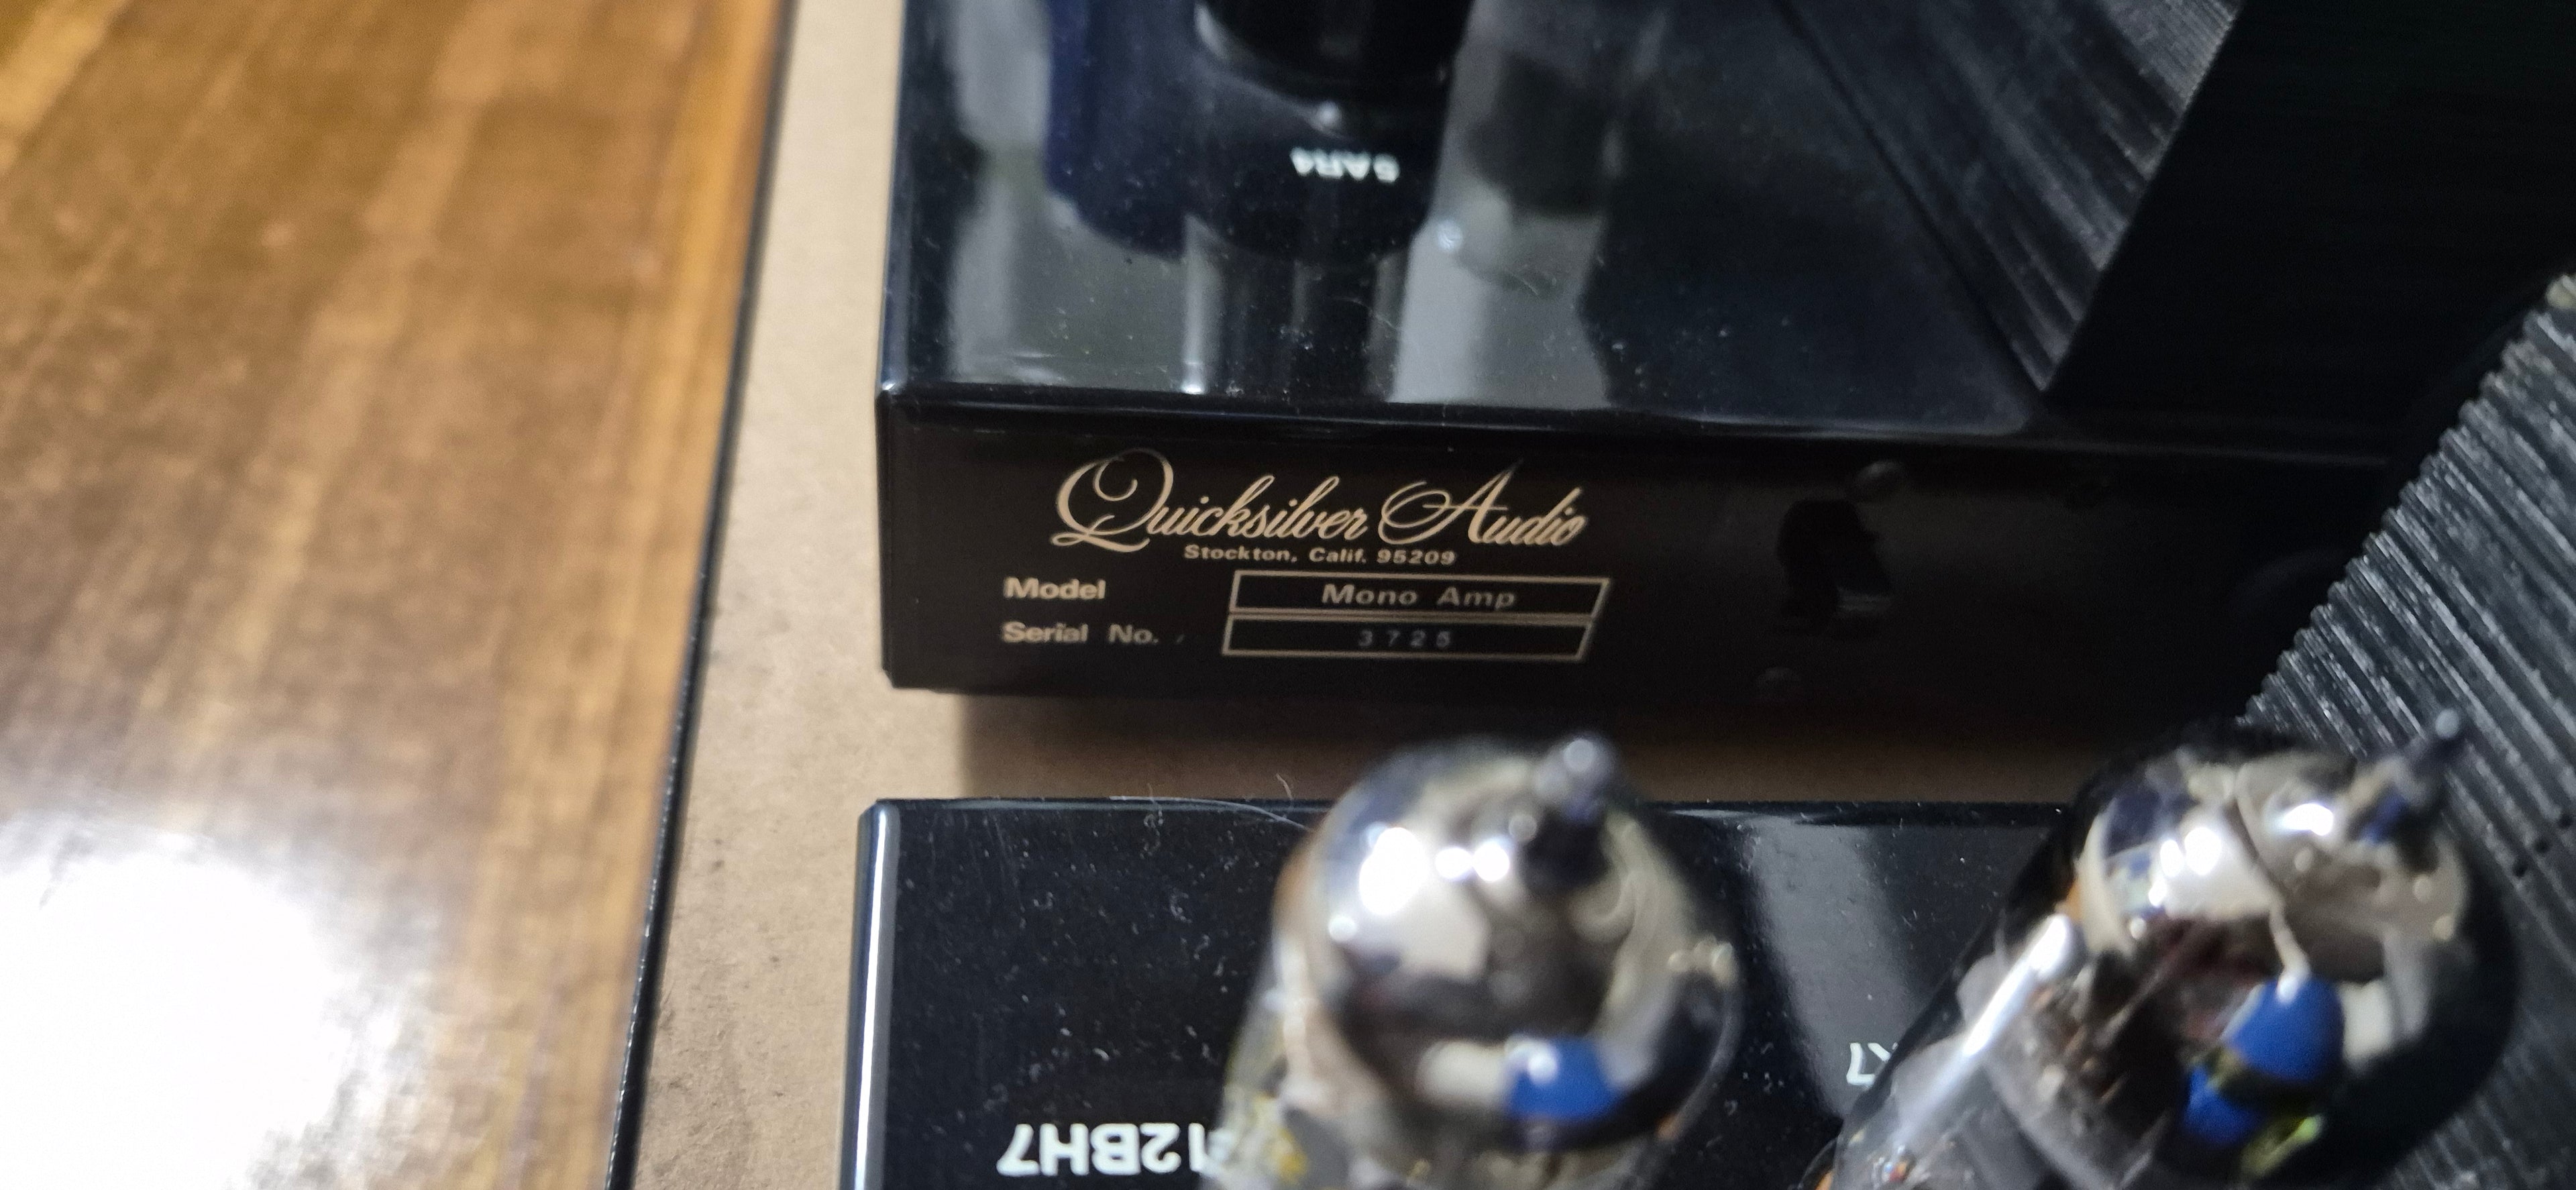 5AR4
Quicksilver Audio
Stockton, Calif. 95209
Model Mono Amp
Serial No. 3725
12BH7